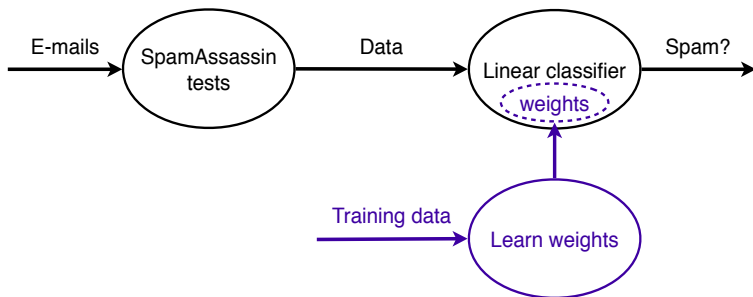 E-mails
SpamAssassin
tests
Data
Linear classifier
weights
Spam?
Training data
Learn weights